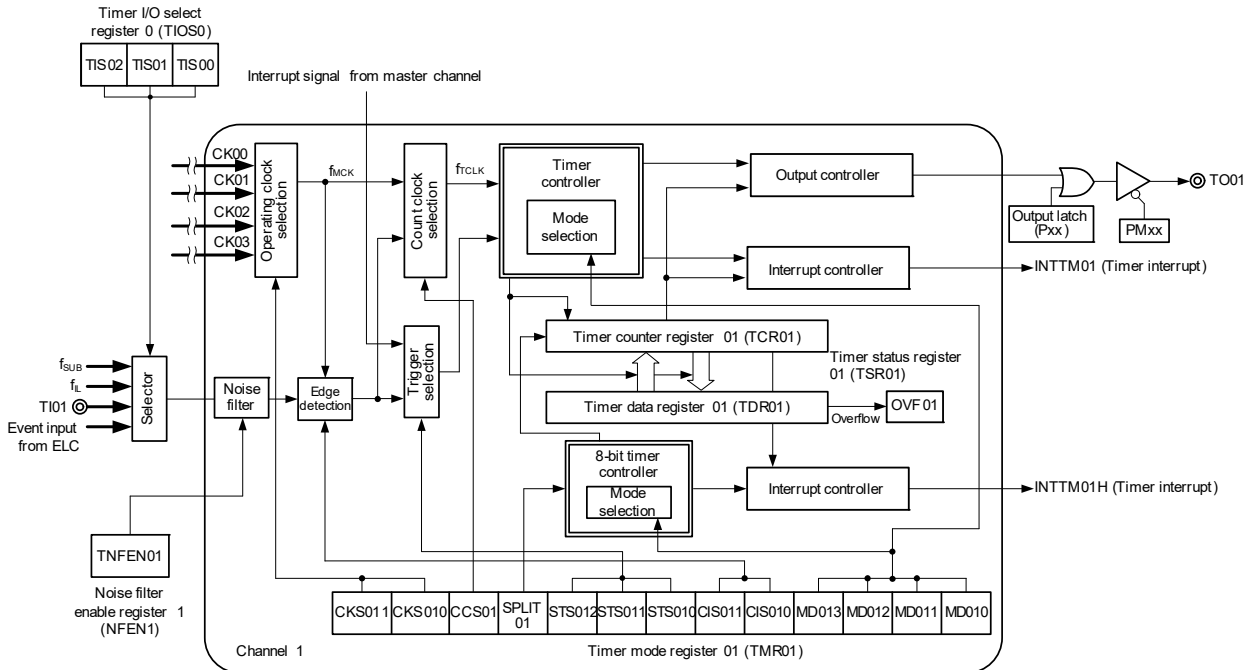 Timer I/O select
register 0 (TIOS0)
TIS02 TIS01 TIS00
Interrupt signal from master channel
CK00
CK01
CK02
CK03
Operating clock
selection
fMCK
Count clock
selection
fTCLK
Timer
controller
Mode
selection
Output controller
TO01
Output latch
(Pxx)
PMxx
Interrupt controller
INTTM01 (Timer interrupt)
Timer counter register 01 (TCR01)
Timer status register
01 (TSR01)
Trigger
selection
fSUB
fIL
TI01
Event input
from ELC
Selector
Noise
filter
Edge
detection
Timer data register 01 (TDR01)
Overflow
OVF01
8-bit timer
controller
Mode
selection
Interrupt controller
INTTM01H (Timer interrupt)
TNFEN01
Noise filter
enable register 1
(NFEN1)
CKS011 CKS010 CCS01 SPLIT
01 STS012 STS011 STS010 CIS011 CIS010 MD013 MD012 MD011 MD010
Channel 1
Timer mode register 01 (TMR01)